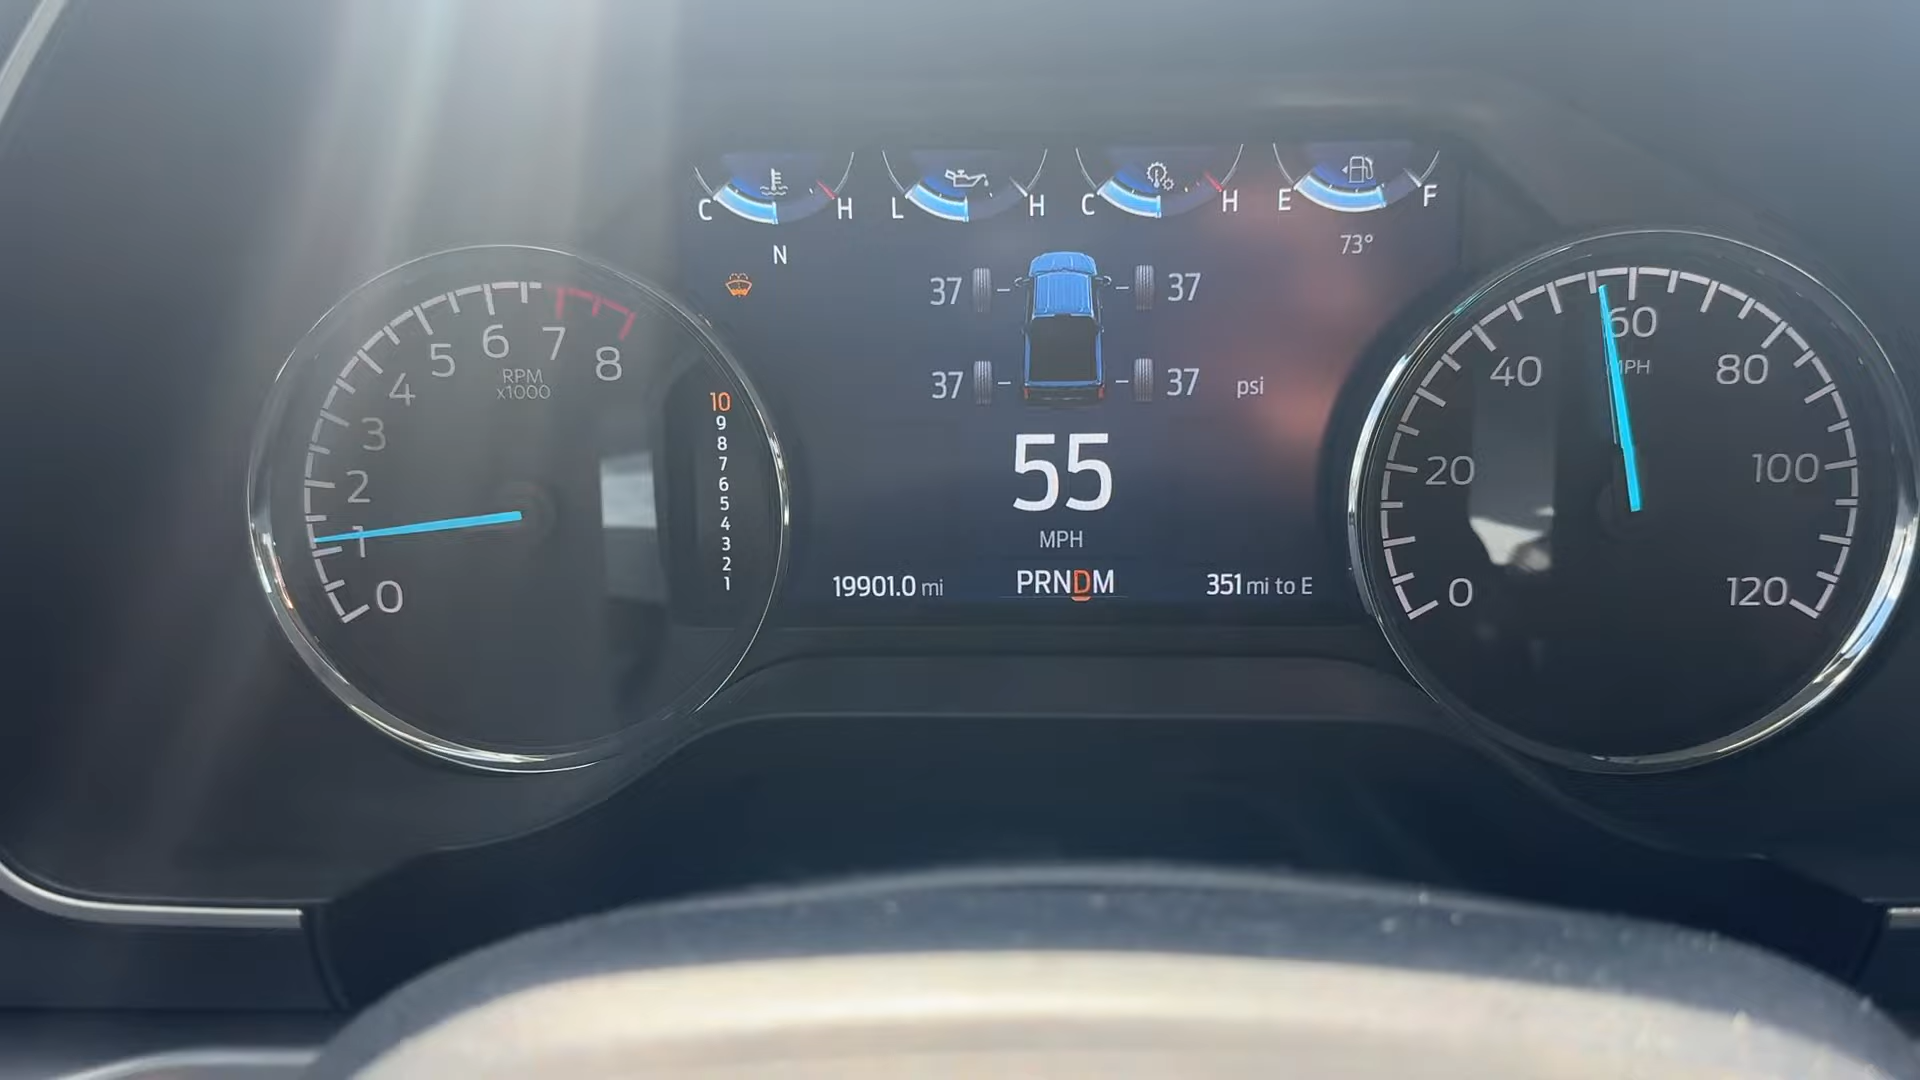 C H L H C H E F
N 73°
37 37
37 37 psi
55
MPH
19901.0 mi PRNDM 351 mi to E
0 1 2 3 4 5 6 7 8
RPM
x1000
10
9
8
7
6
5
4
3
2
1
0 20 40 60 80 100 120
MPH